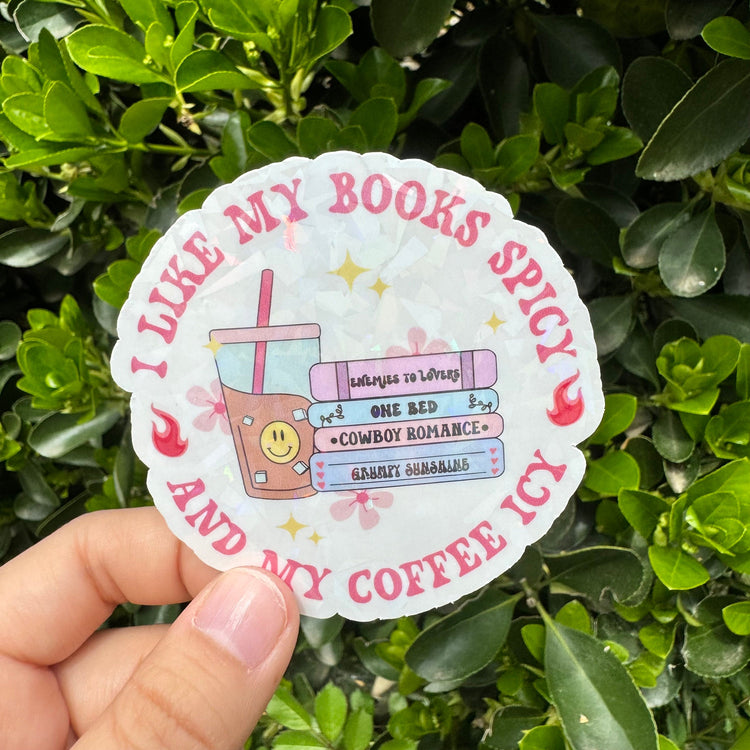 I LIKE MY BOOKS SPICY
ENEMIES TO LOVERS
ONE BED
•COWBOY ROMANCE•
GRUMPY SUNSHINE
AND MY COFFEE ICY